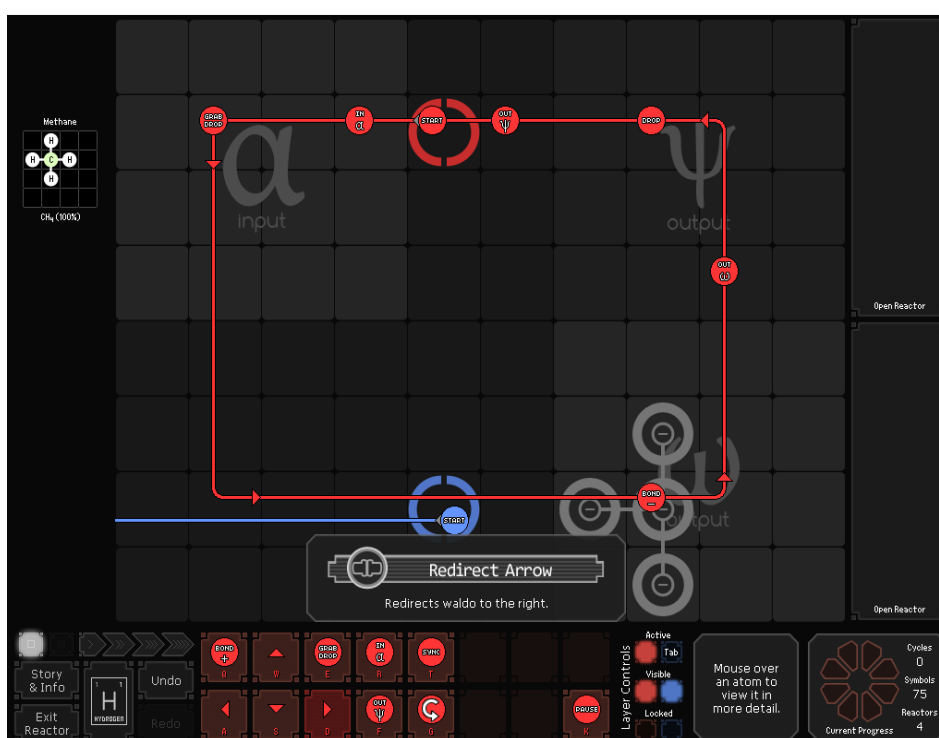 Methane
H
H C H
H
CH₄ (100%)
GRAB
DROP
IN
α
START
OUT
Ψ
DROP
α
input
Ψ
output
OUT
ω
Open Reactor
BOND
–
ω
output
START
Redirect Arrow
Redirects waldo to the right.
Open Reactor
Story
& Info
Exit
Reactor
1 1
H
HYDROGEN
Undo
Redo
BOND
+
A
W
GRAB
DROP
E
IN
α
R
SYNC
T
A
S
D
OUT
Ψ
F
G
PAUSE
K
Layer Controls
Active
Tab
Visible
Locked
Mouse over
an atom to
view it in
more detail.
Cycles
0
Symbols
75
Reactors
4
Current Progress